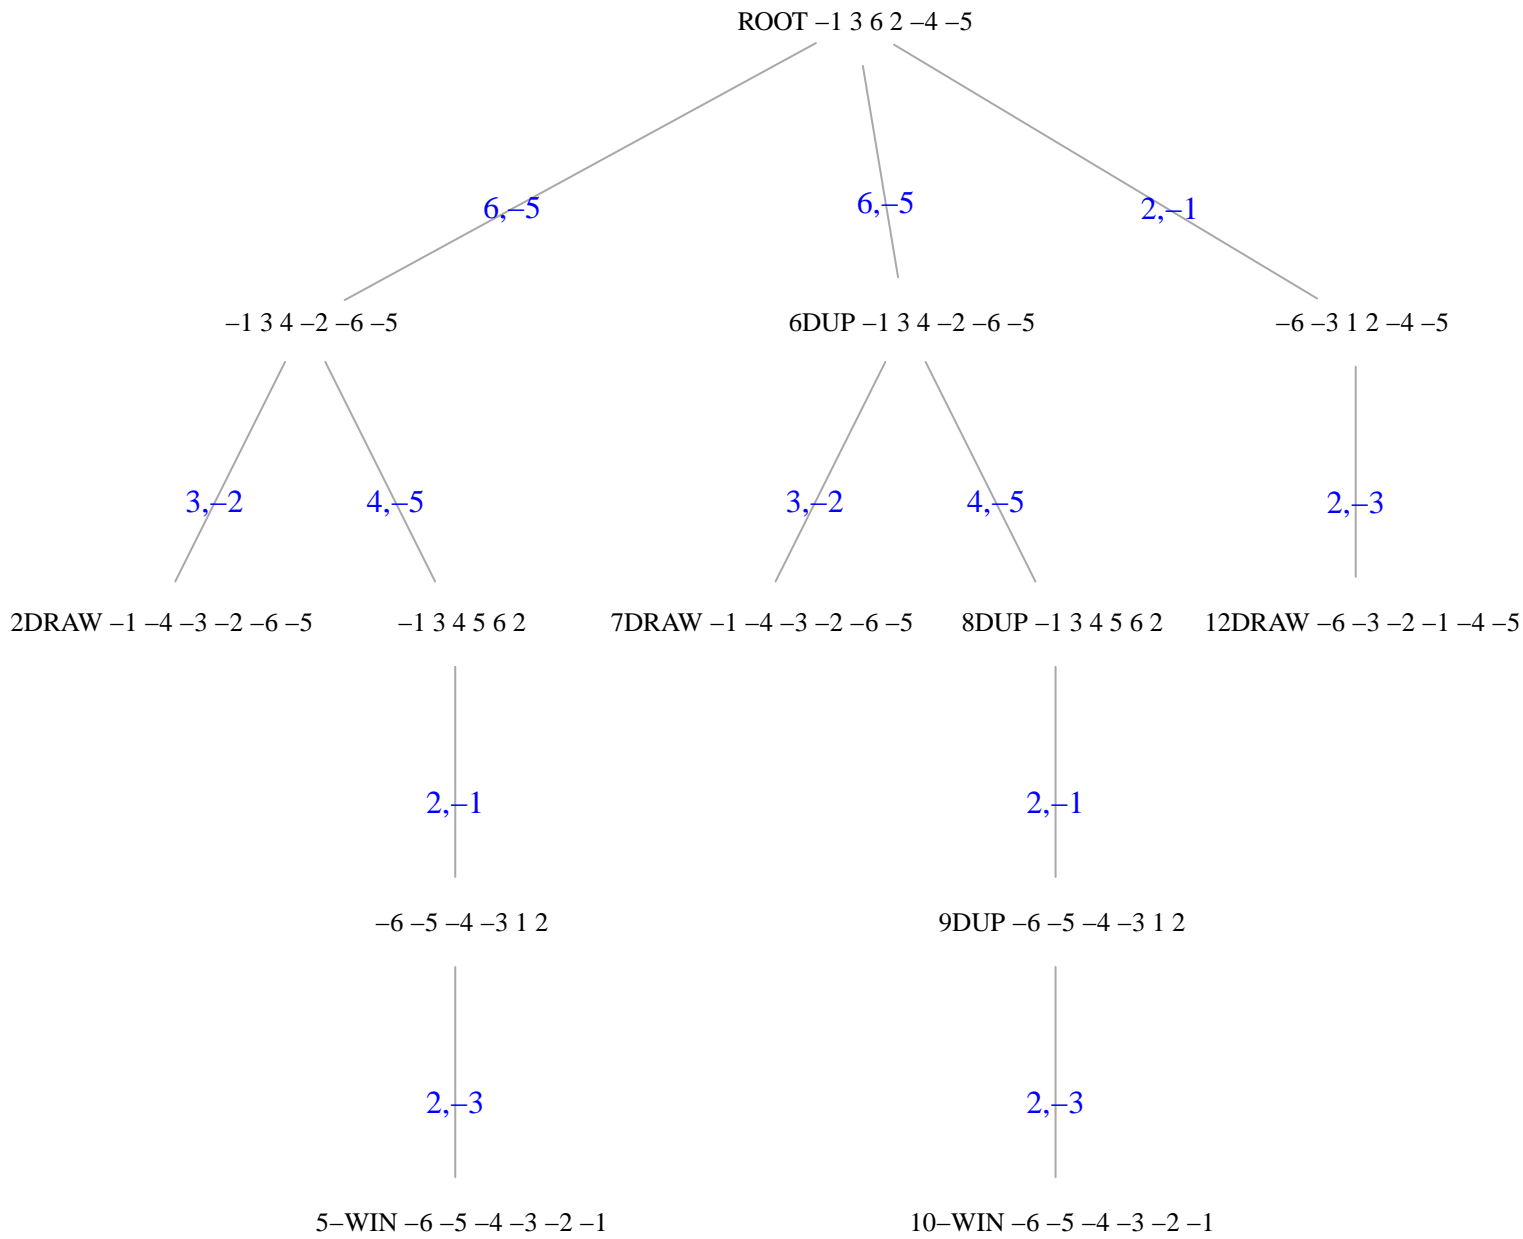 ROOT –1 3 6 2 –4 –5
6,–5
6,–5
2,–1
–1 3 4 –2 –6 –5
6DUP –1 3 4 –2 –6 –5
–6 –3 1 2 –4 –5
3,–2
4,–5
3,–2
4,–5
2,–3
2DRAW –1 –4 –3 –2 –6 –5
–1 3 4 5 6 2
7DRAW –1 –4 –3 –2 –6 –5
8DUP –1 3 4 5 6 2
12DRAW –6 –3 –2 –1 –4 –5
2,–1
2,–1
–6 –5 –4 –3 1 2
9DUP –6 –5 –4 –3 1 2
2,–3
2,–3
5–WIN –6 –5 –4 –3 –2 –1
10–WIN –6 –5 –4 –3 –2 –1